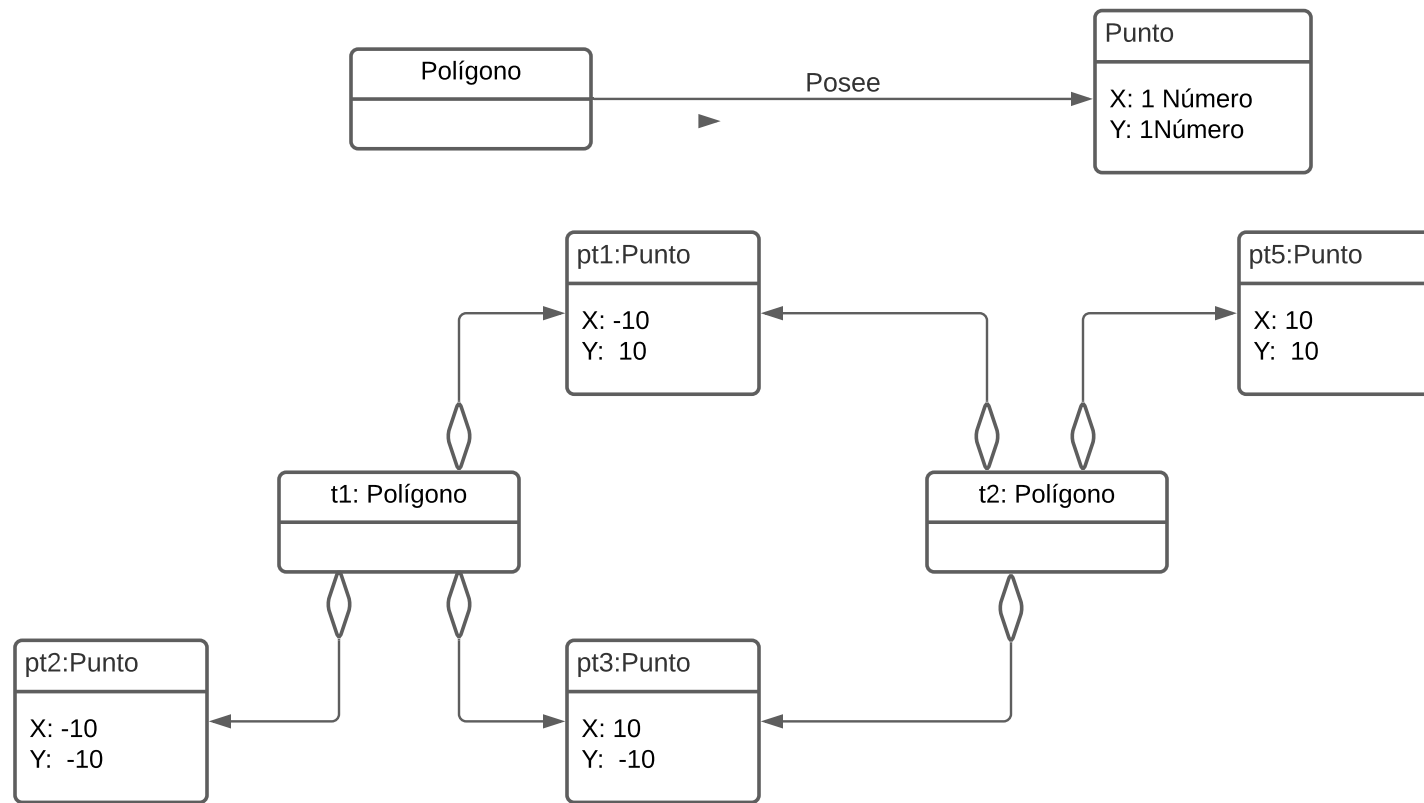 Polígono
Posee
Punto
X: 1 Número
Y: 1Número
pt1:Punto
X: -10
Y:  10
pt5:Punto
X: 10
Y:  10
t1: Polígono
t2: Polígono
pt2:Punto
X: -10
Y:  -10
pt3:Punto
X: 10
Y:  -10